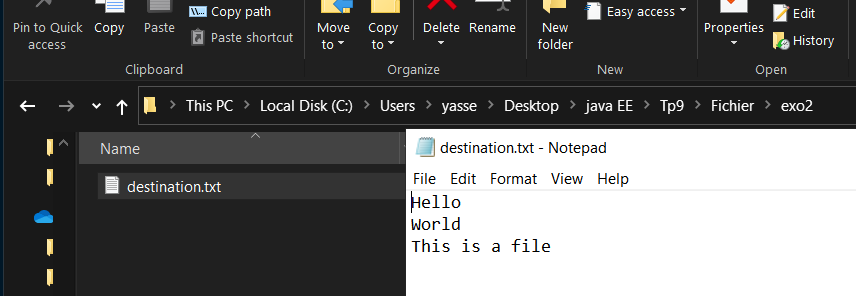 Pin to Quick access
Copy
Paste
Copy path
Paste shortcut
Clipboard
Move to
Copy to
Delete
Rename
Organize
New folder
Easy access
New
Properties
Edit
History
Open
This PC > Local Disk (C:) > Users > yasse > Desktop > java EE > Tp9 > Fichier > exo2
Name
destination.txt
destination.txt - Notepad
File Edit Format View Help
Hello
World
This is a file